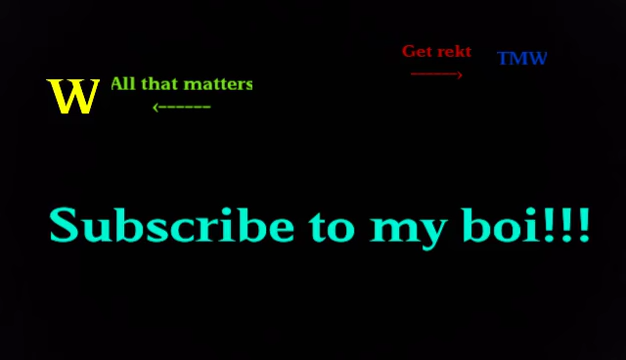 Get rekt
------›
TMW
W
All that matters
‹------
Subscribe to my boi!!!